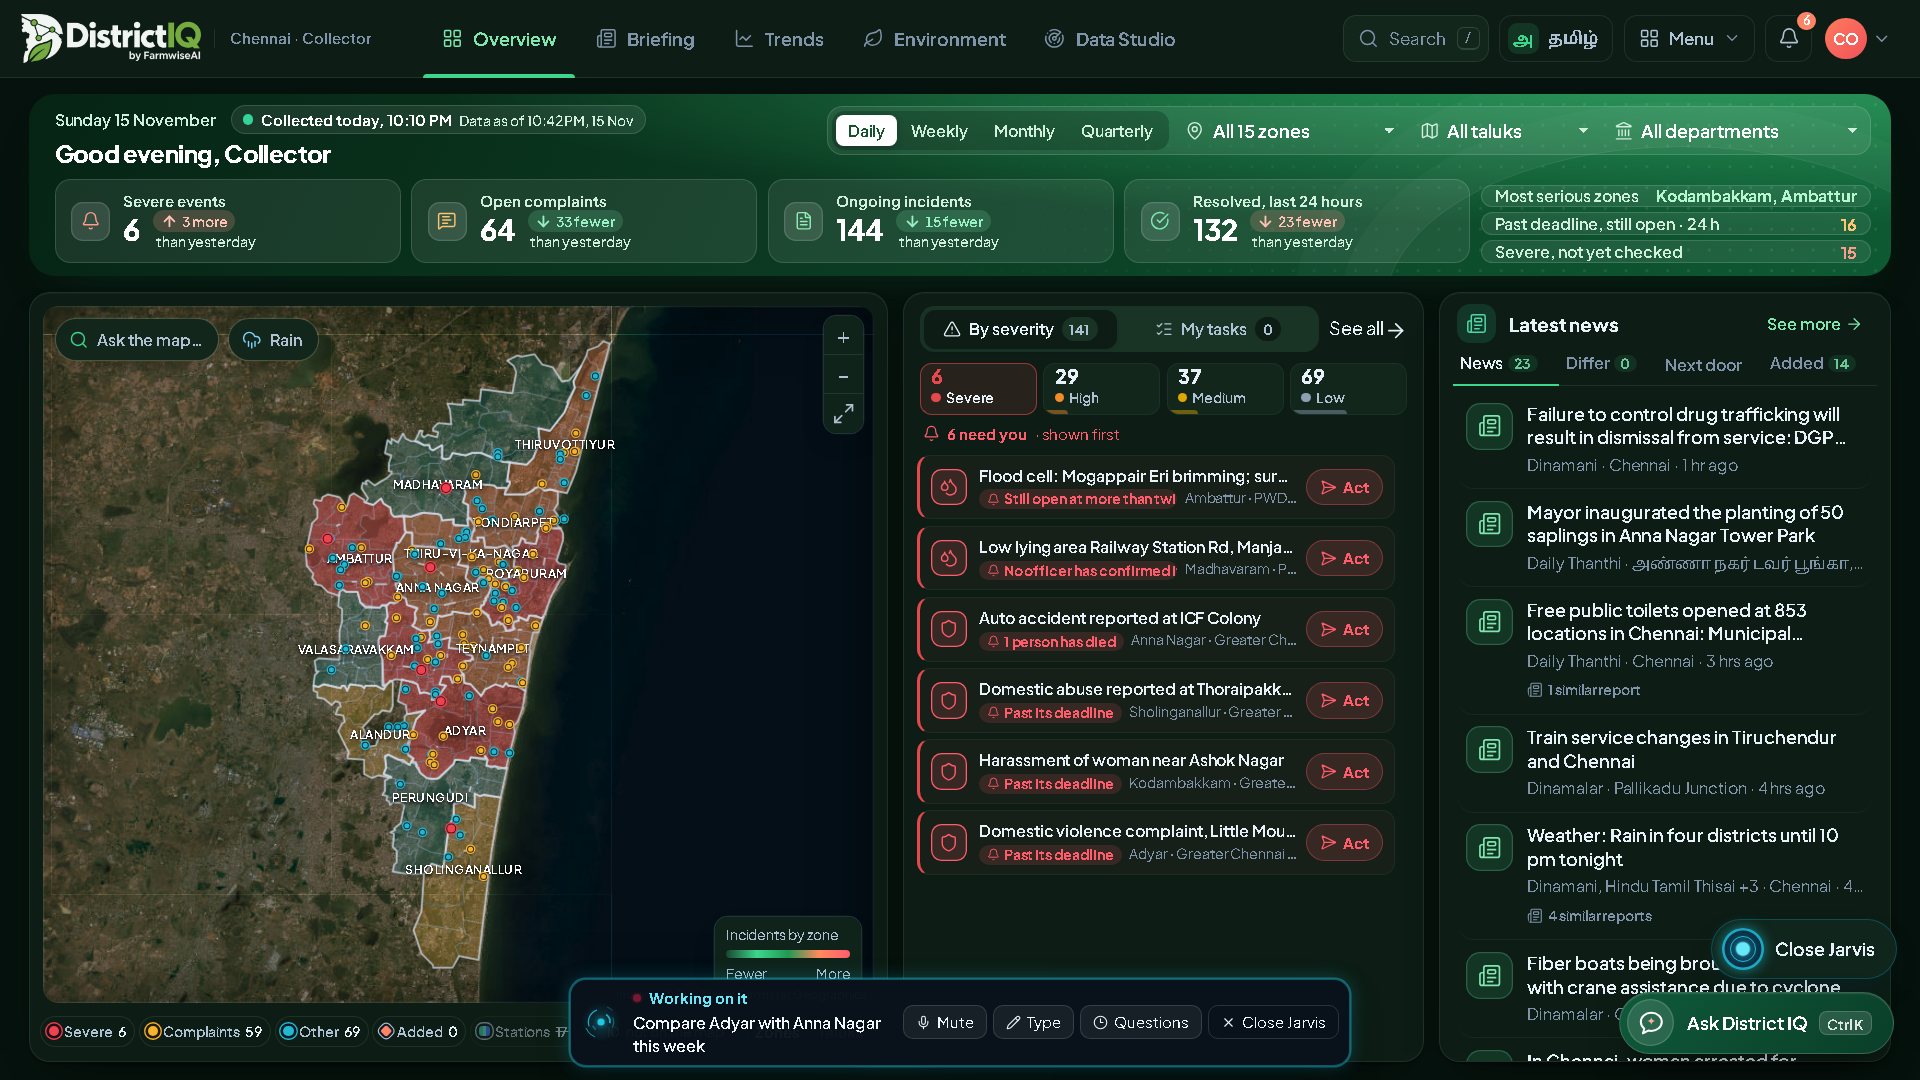 DistrictIQ
by FarmwiseAI
Chennai · Collector
Overview
Briefing
Trends
Environment
Data Studio
Search /
அ தமிழ்
Menu
6
CO
Sunday 15 November
Collected today, 10:10 PM Data as of 10:42PM, 15 Nov
Good evening, Collector
Daily Weekly Monthly Quarterly
All 15 zones
All taluks
All departments
Severe events
6 ↑ 3 more
than yesterday
Open complaints
64 ↓ 33 fewer
than yesterday
Ongoing incidents
144 ↓ 15 fewer
than yesterday
Resolved, last 24 hours
132 ↓ 23 fewer
than yesterday
Most serious zones Kodambakkam, Ambattur
Past deadline, still open · 24 h 16
Severe, not yet checked 15
Ask the map...
Rain
+
−
THIRUVOTTIYUR
MADHAVARAM
TONDIARPET
AMBATTUR
THIRU-VI-KA-NAGAR
ROYAPURAM
ANNA NAGAR
VALASARAVAKKAM
TEYNAMPET
ALANDUR
ADYAR
PERUNGUDI
SHOLINGANALLUR
Incidents by zone
Fewer More
Severe 6
Complaints 59
Other 69
Added 0
Stations 17
By severity 141
My tasks 0
See all →
6
Severe
29
High
37
Medium
69
Low
6 need you · shown first
Flood cell: Mogappair Eri brimming; sur...
Still open at more than twi Ambattur · PWD...
Act
Low lying area Railway Station Rd, Manja...
No officer has confirmed i Madhavaram · P...
Act
Auto accident reported at ICF Colony
1 person has died Anna Nagar · Greater Ch...
Act
Domestic abuse reported at Thoraipakk...
Past its deadline Sholinganallur · Greater ...
Act
Harassment of woman near Ashok Nagar
Past its deadline Kodambakkam · Greate...
Act
Domestic violence complaint, Little Mou...
Past its deadline Adyar · Greater Chennai ...
Act
Latest news
See more →
News 23
Differ 0
Next door
Added 14
Failure to control drug trafficking will
result in dismissal from service: DGP...
Dinamani · Chennai · 1 hr ago
Mayor inaugurated the planting of 50
saplings in Anna Nagar Tower Park
Daily Thanthi · அண்ணா நகர் டவர் பூங்கா,...
Free public toilets opened at 853
locations in Chennai: Municipal...
Daily Thanthi · Chennai · 3 hrs ago
1 similar report
Train service changes in Tiruchendur
and Chennai
Dinamalar · Pallikadu Junction · 4 hrs ago
Weather: Rain in four districts until 10
pm tonight
Dinamani, Hindu Tamil Thisai +3 · Chennai · 4...
4 similar reports
Fiber boats being brou
with crane assistance due to cyclone
Dinamalar ·
In Chennai, woman arrested for
Close Jarvis
Ask District IQ Ctrl K
Working on it
Compare Adyar with Anna Nagar
this week
Mute
Type
Questions
Close Jarvis